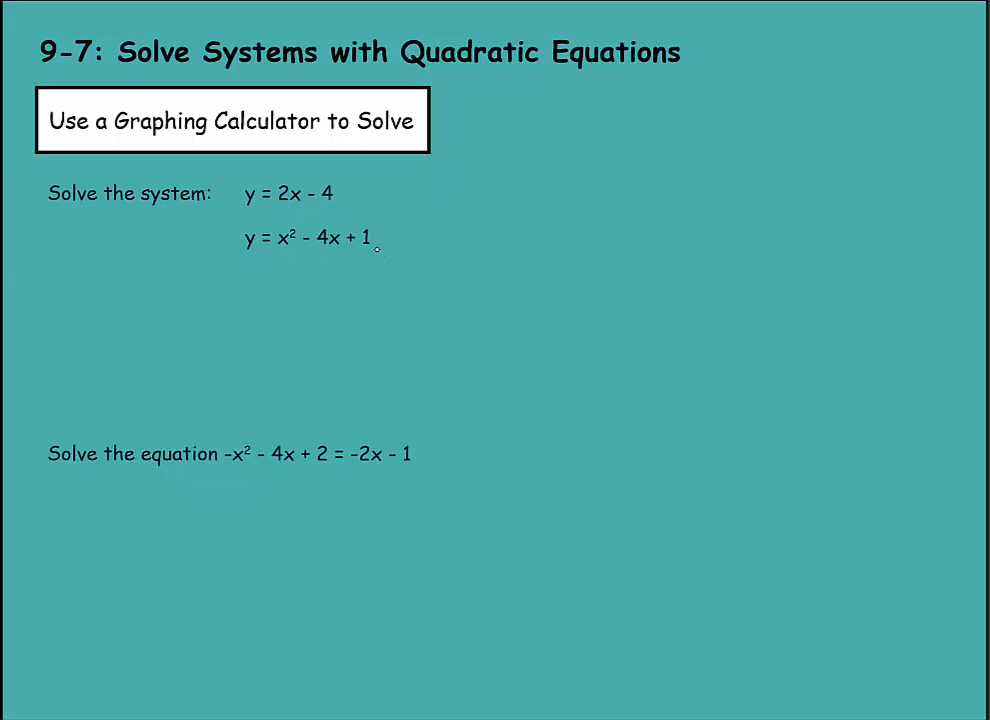 9-7: Solve Systems with Quadratic Equations
Use a Graphing Calculator to Solve
Solve the system: y = 2x - 4
y = x² - 4x + 1
Solve the equation -x² - 4x + 2 = -2x - 1